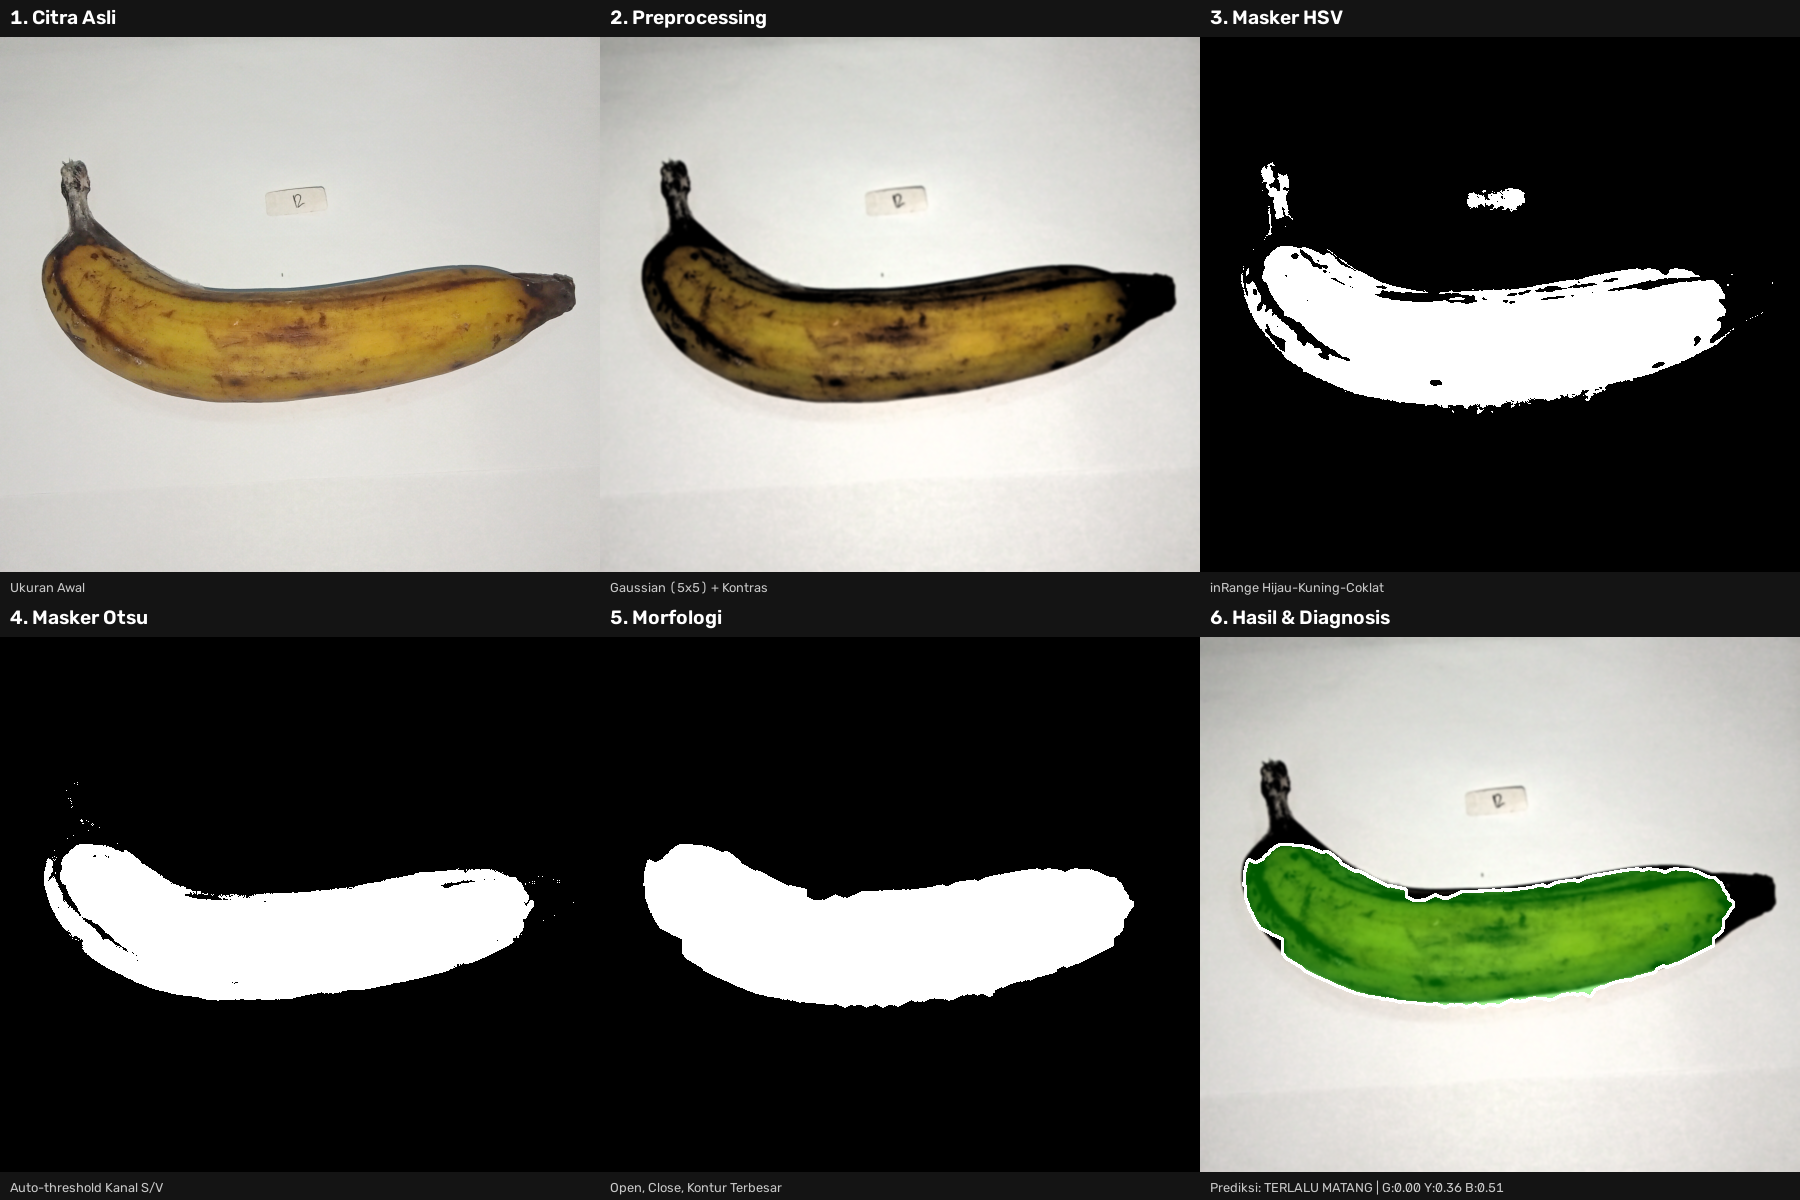 1. Citra Asli
2. Preprocessing
3. Masker HSV
Ukuran Awal
Gaussian (5x5) + Kontras
inRange Hijau-Kuning-Coklat
4. Masker Otsu
5. Morfologi
6. Hasil & Diagnosis
Auto-threshold Kanal S/V
Open, Close, Kontur Terbesar
Prediksi: TERLALU MATANG | G:0.00 Y:0.36 B:0.51